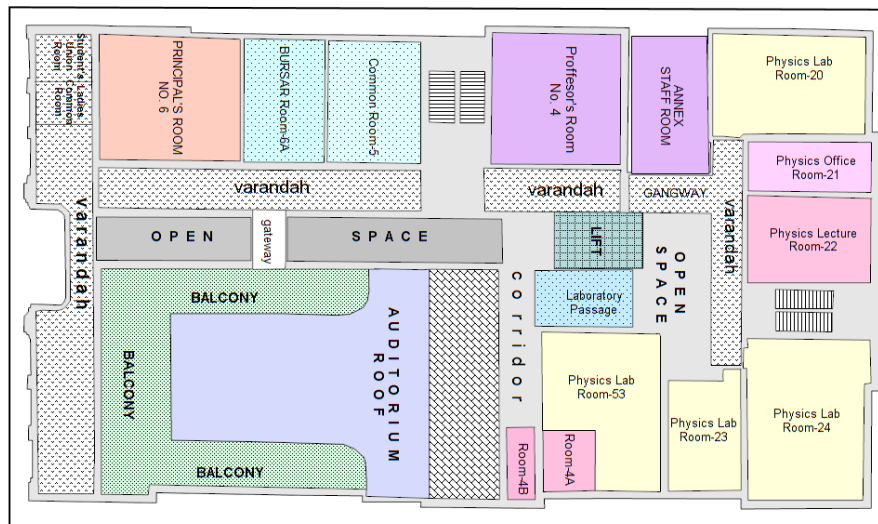 Student's
Union
Room
Ladies
Common
Room
PRINCIPAL'S ROOM
NO. 6
BURSAR Room-6A
Common Room-5
Proffesor's Room
No. 4
ANNEX
STAFF ROOM
Physics Lab
Room-20
Physics Office
Room-21
varandah
varandah
GANGWAY
varandah
Physics Lecture
Room-22
varandah
OPEN
gateway
SPACE
LIFT
OPEN
SPACE
Laboratory
Passage
corridor
BALCONY
BALCONY
BALCONY
AUDITORIUM
ROOF
Physics Lab
Room-53
Room-4A
Room-4B
Physics Lab
Room-23
Physics Lab
Room-24